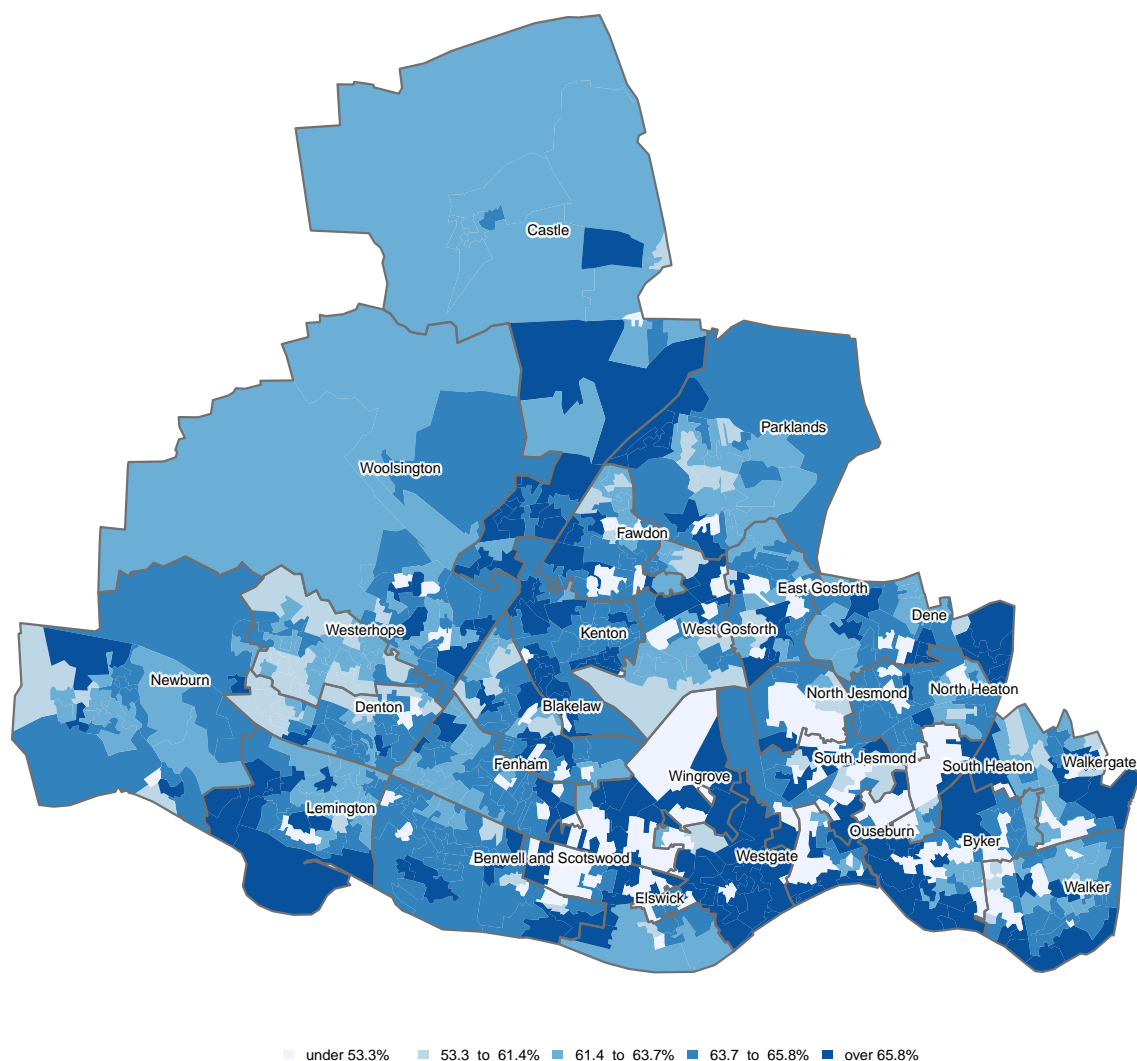 Castle
Parklands
Woolsington
Fawdon
East Gosforth
Dene
Westerhope
Kenton
West Gosforth
Newburn
North Jesmond
North Heaton
Denton
Blakelaw
South Jesmond
Fenham
South Heaton
Walkergate
Wingrove
Lemington
Ouseburn
Byker
Benwell and Scotswood
Westgate
Walker
Elswick
under 53.3% 53.3 to 61.4% 61.4 to 63.7% 63.7 to 65.8% over 65.8%